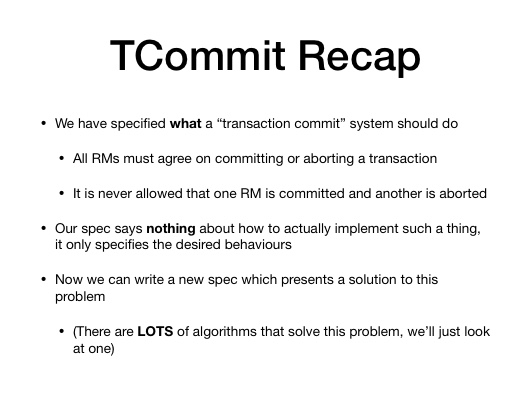 TCommit Recap
• We have specified what a “transaction commit” system should do
• All RMs must agree on committing or aborting a transaction
• It is never allowed that one RM is committed and another is aborted
• Our spec says nothing about how to actually implement such a thing,
it only specifies the desired behaviours
• Now we can write a new spec which presents a solution to this
problem
• (There are LOTS of algorithms that solve this problem, we’ll just look
at one)